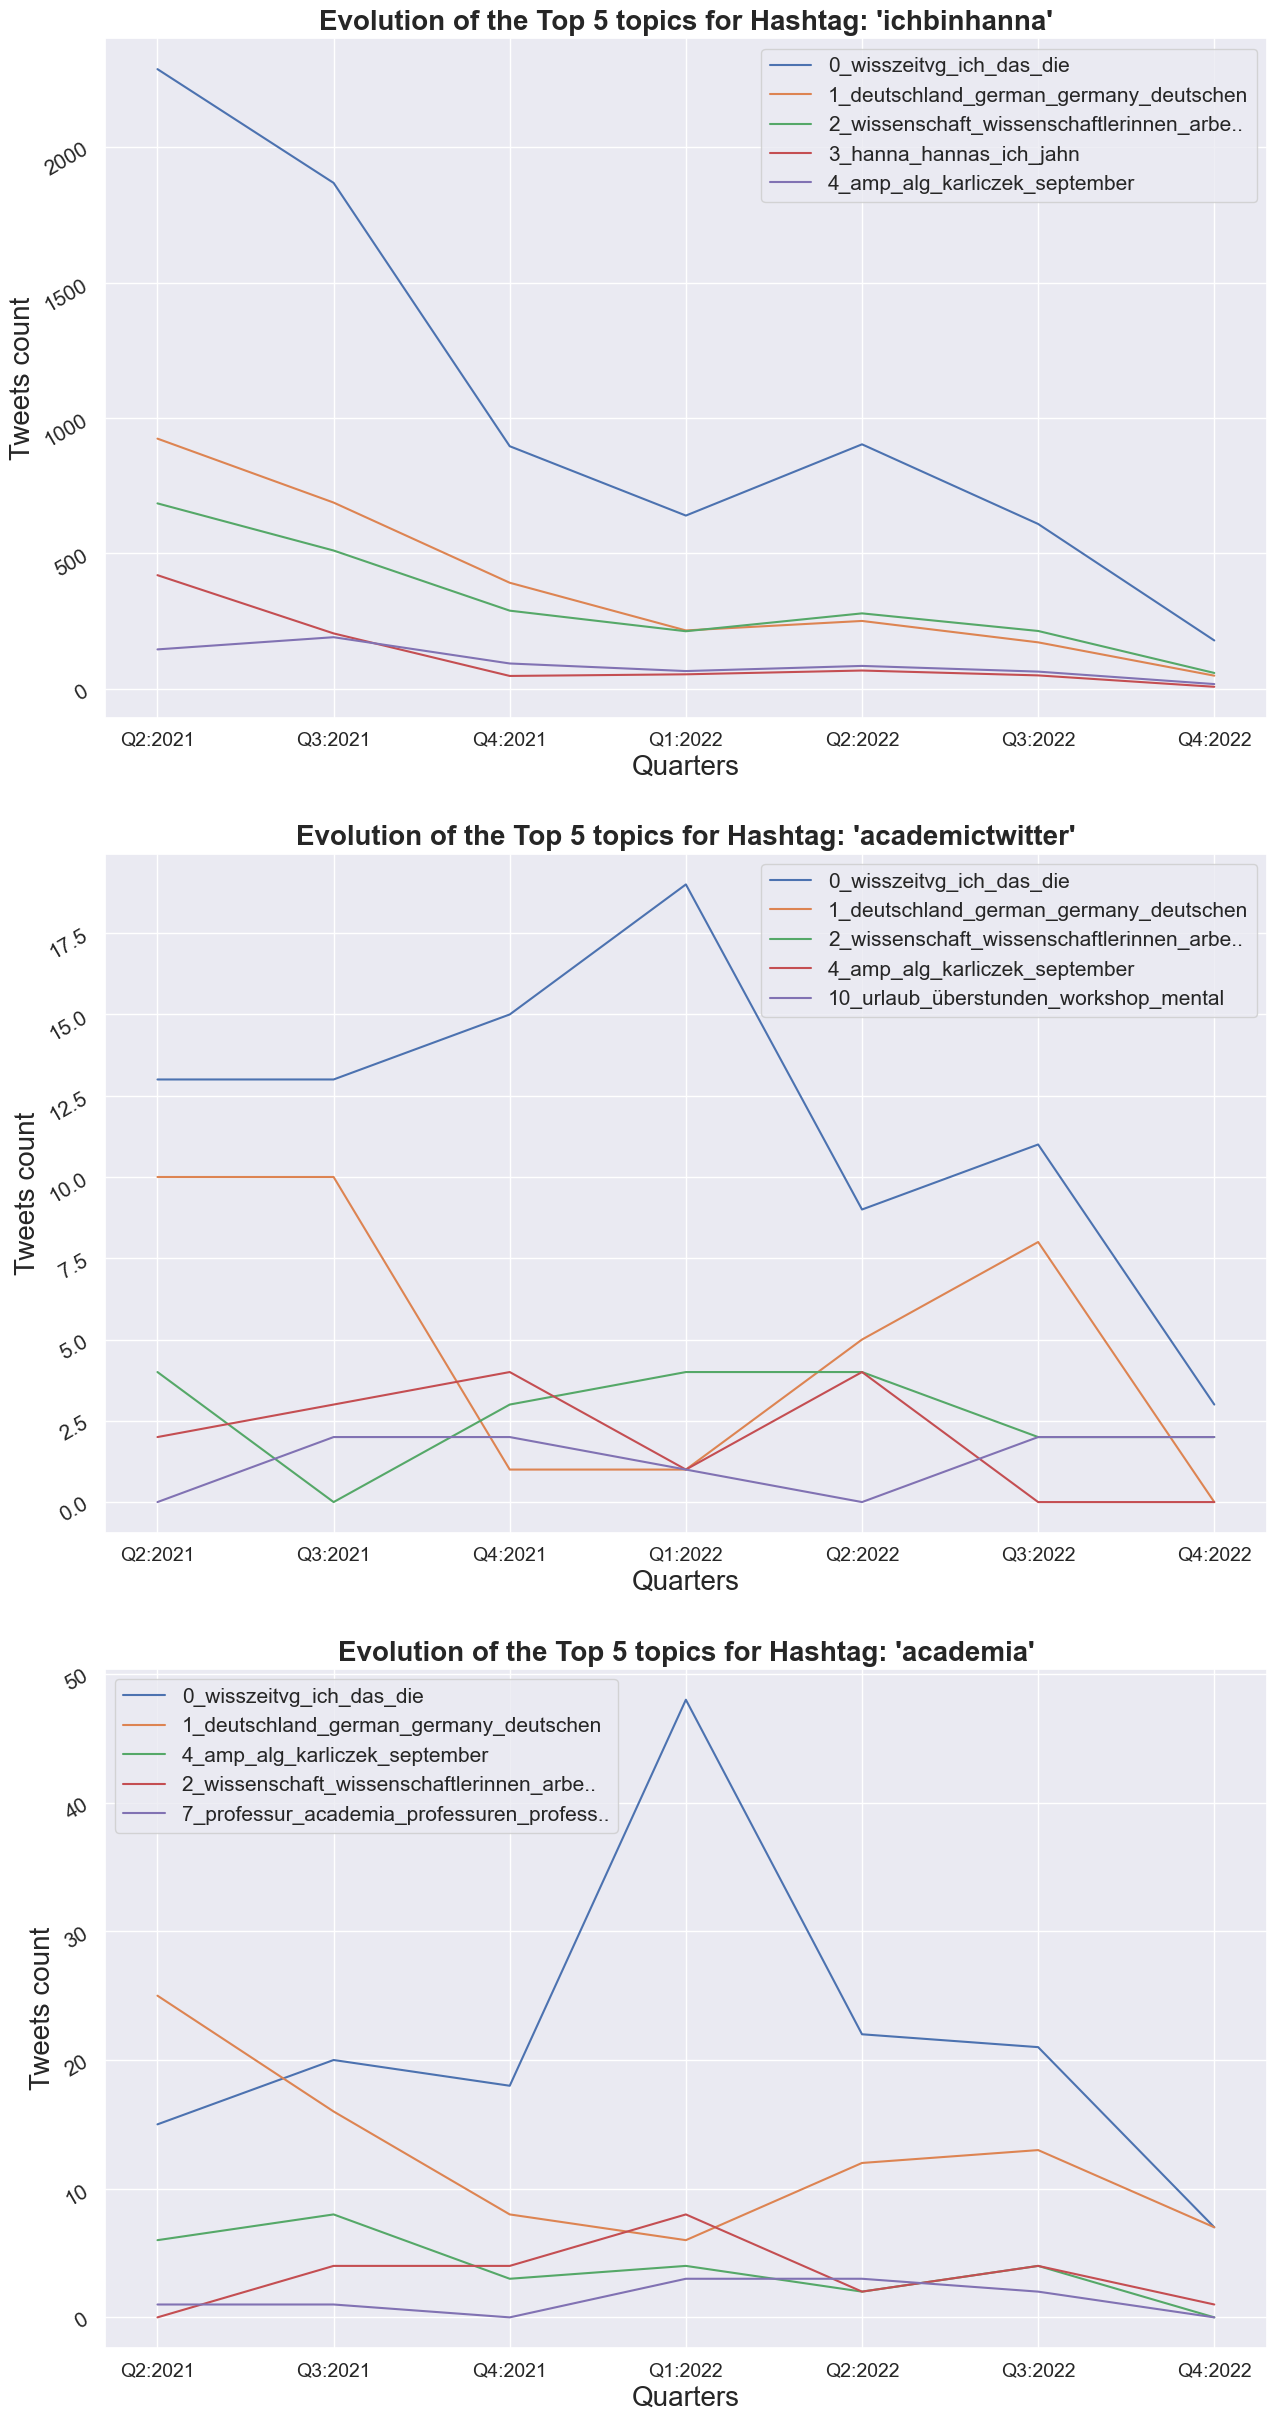 Evolution of the Top 5 topics for Hashtag: 'ichbinhanna'
0_wisszeitvg_ich_das_die
1_deutschland_german_germany_deutschen
2_wissenschaft_wissenschaftlerinnen_arbe..
3_hanna_hannas_ich_jahn
4_amp_alg_karliczek_september
Tweets count
2000
1500
1000
500
0
Q2:2021 Q3:2021 Q4:2021 Q1:2022 Q2:2022 Q3:2022 Q4:2022
Quarters
Evolution of the Top 5 topics for Hashtag: 'academictwitter'
0_wisszeitvg_ich_das_die
1_deutschland_german_germany_deutschen
2_wissenschaft_wissenschaftlerinnen_arbe..
4_amp_alg_karliczek_september
10_urlaub_überstunden_workshop_mental
Tweets count
17.5
15.0
12.5
10.0
7.5
5.0
2.5
0.0
Q2:2021 Q3:2021 Q4:2021 Q1:2022 Q2:2022 Q3:2022 Q4:2022
Quarters
Evolution of the Top 5 topics for Hashtag: 'academia'
0_wisszeitvg_ich_das_die
1_deutschland_german_germany_deutschen
4_amp_alg_karliczek_september
2_wissenschaft_wissenschaftlerinnen_arbe..
7_professur_academia_professuren_profess..
Tweets count
50
40
30
20
10
0
Q2:2021 Q3:2021 Q4:2021 Q1:2022 Q2:2022 Q3:2022 Q4:2022
Quarters